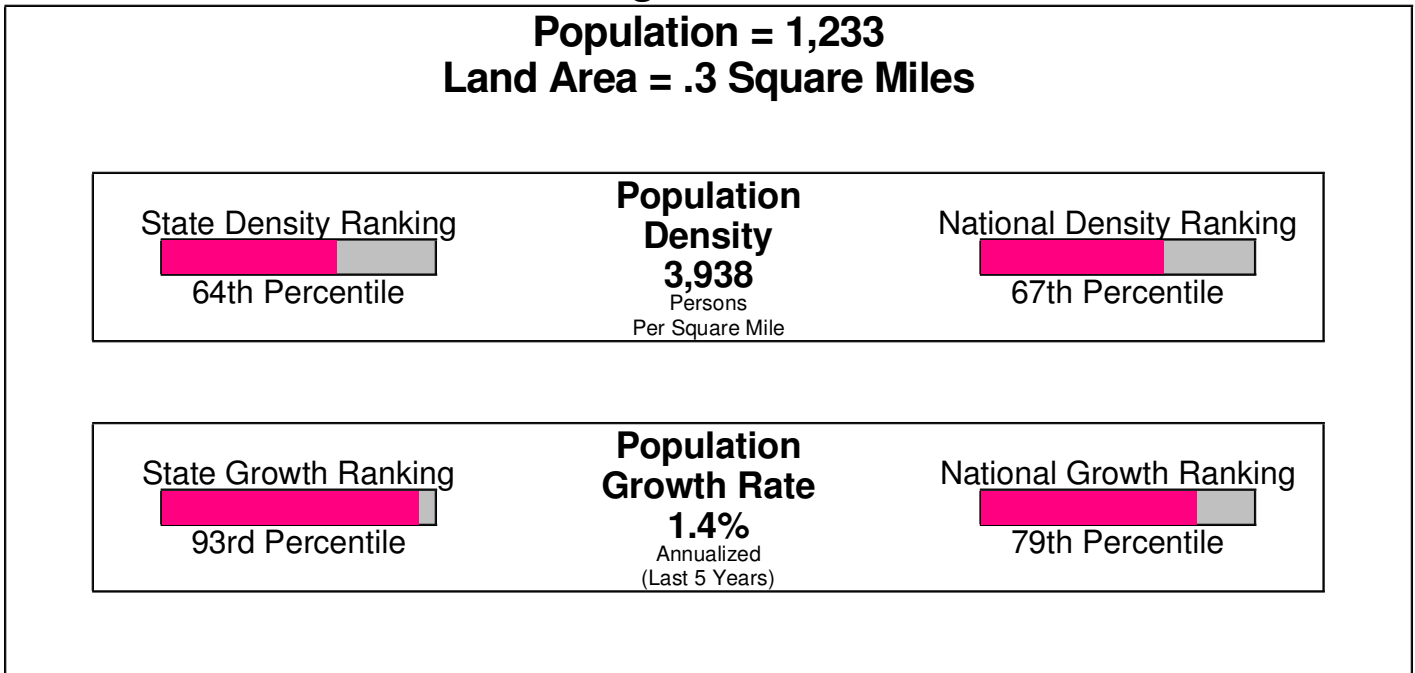 Population = 1,233
Land Area = .3 Square Miles
State Density Ranking
64th Percentile
Population
Density
3,938
Persons
Per Square Mile
National Density Ranking
67th Percentile
State Growth Ranking
93rd Percentile
Population
Growth Rate
1.4%
Annualized
(Last 5 Years)
National Growth Ranking
79th Percentile